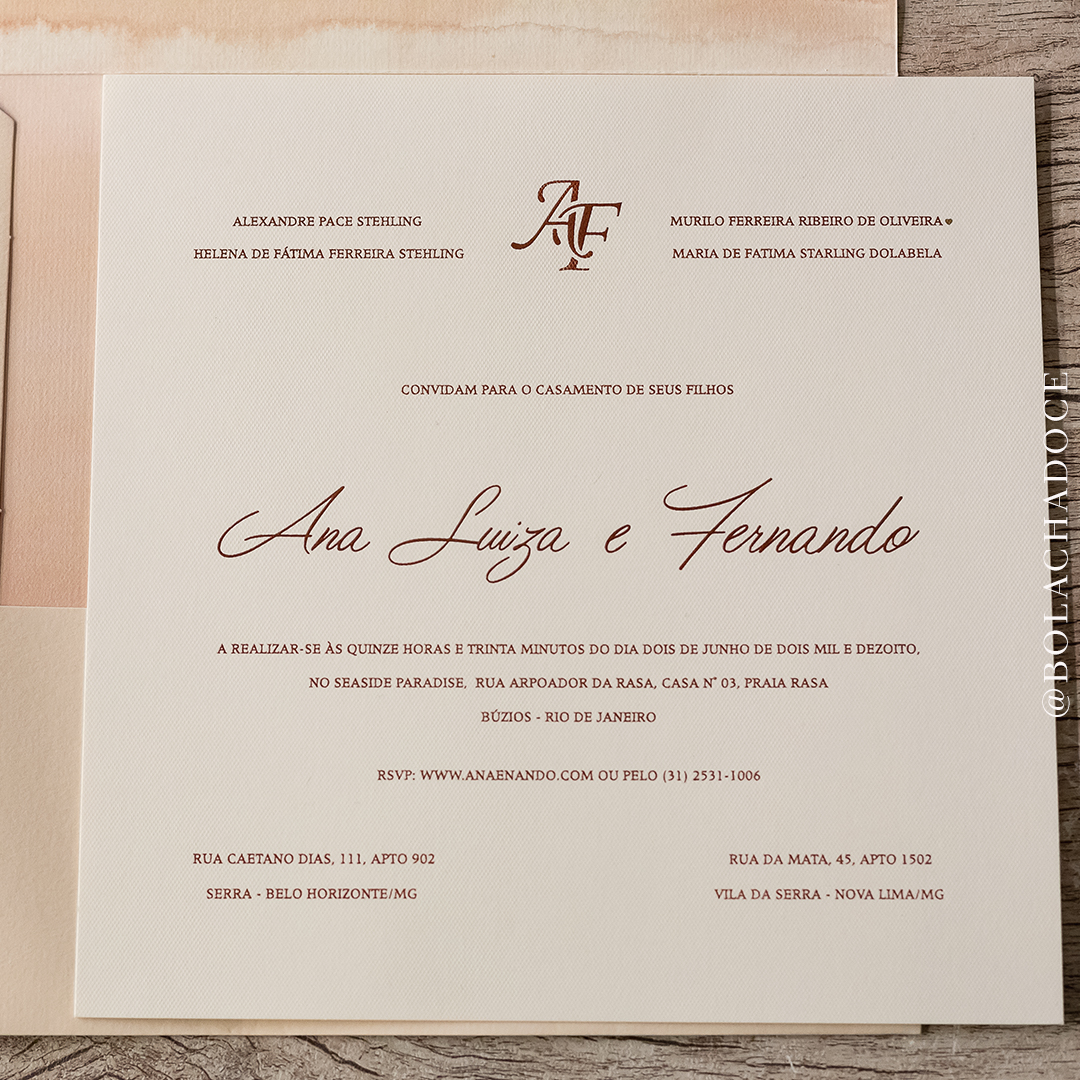 AF
ALEXANDRE PACE STEHLING
HELENA DE FÁTIMA FERREIRA STEHLING
MURILO FERREIRA RIBEIRO DE OLIVEIRA
MARIA DE FATIMA STARLING DOLABELA
CONVIDAM PARA O CASAMENTO DE SEUS FILHOS
Ana Luiza e Fernando
A REALIZAR-SE ÀS QUINZE HORAS E TRINTA MINUTOS DO DIA DOIS DE JUNHO DE DOIS MIL E DEZOITO,
NO SEASIDE PARADISE, RUA ARPOADOR DA RASA, CASA N° 03, PRAIA RASA
BÚZIOS - RIO DE JANEIRO
RSVP: WWW.ANAENANDO.COM OU PELO (31) 2531-1006
RUA CAETANO DIAS, 111, APTO 902
SERRA - BELO HORIZONTE/MG
RUA DA MATA, 45, APTO 1502
VILA DA SERRA - NOVA LIMA/MG
@BOLACHADOCE